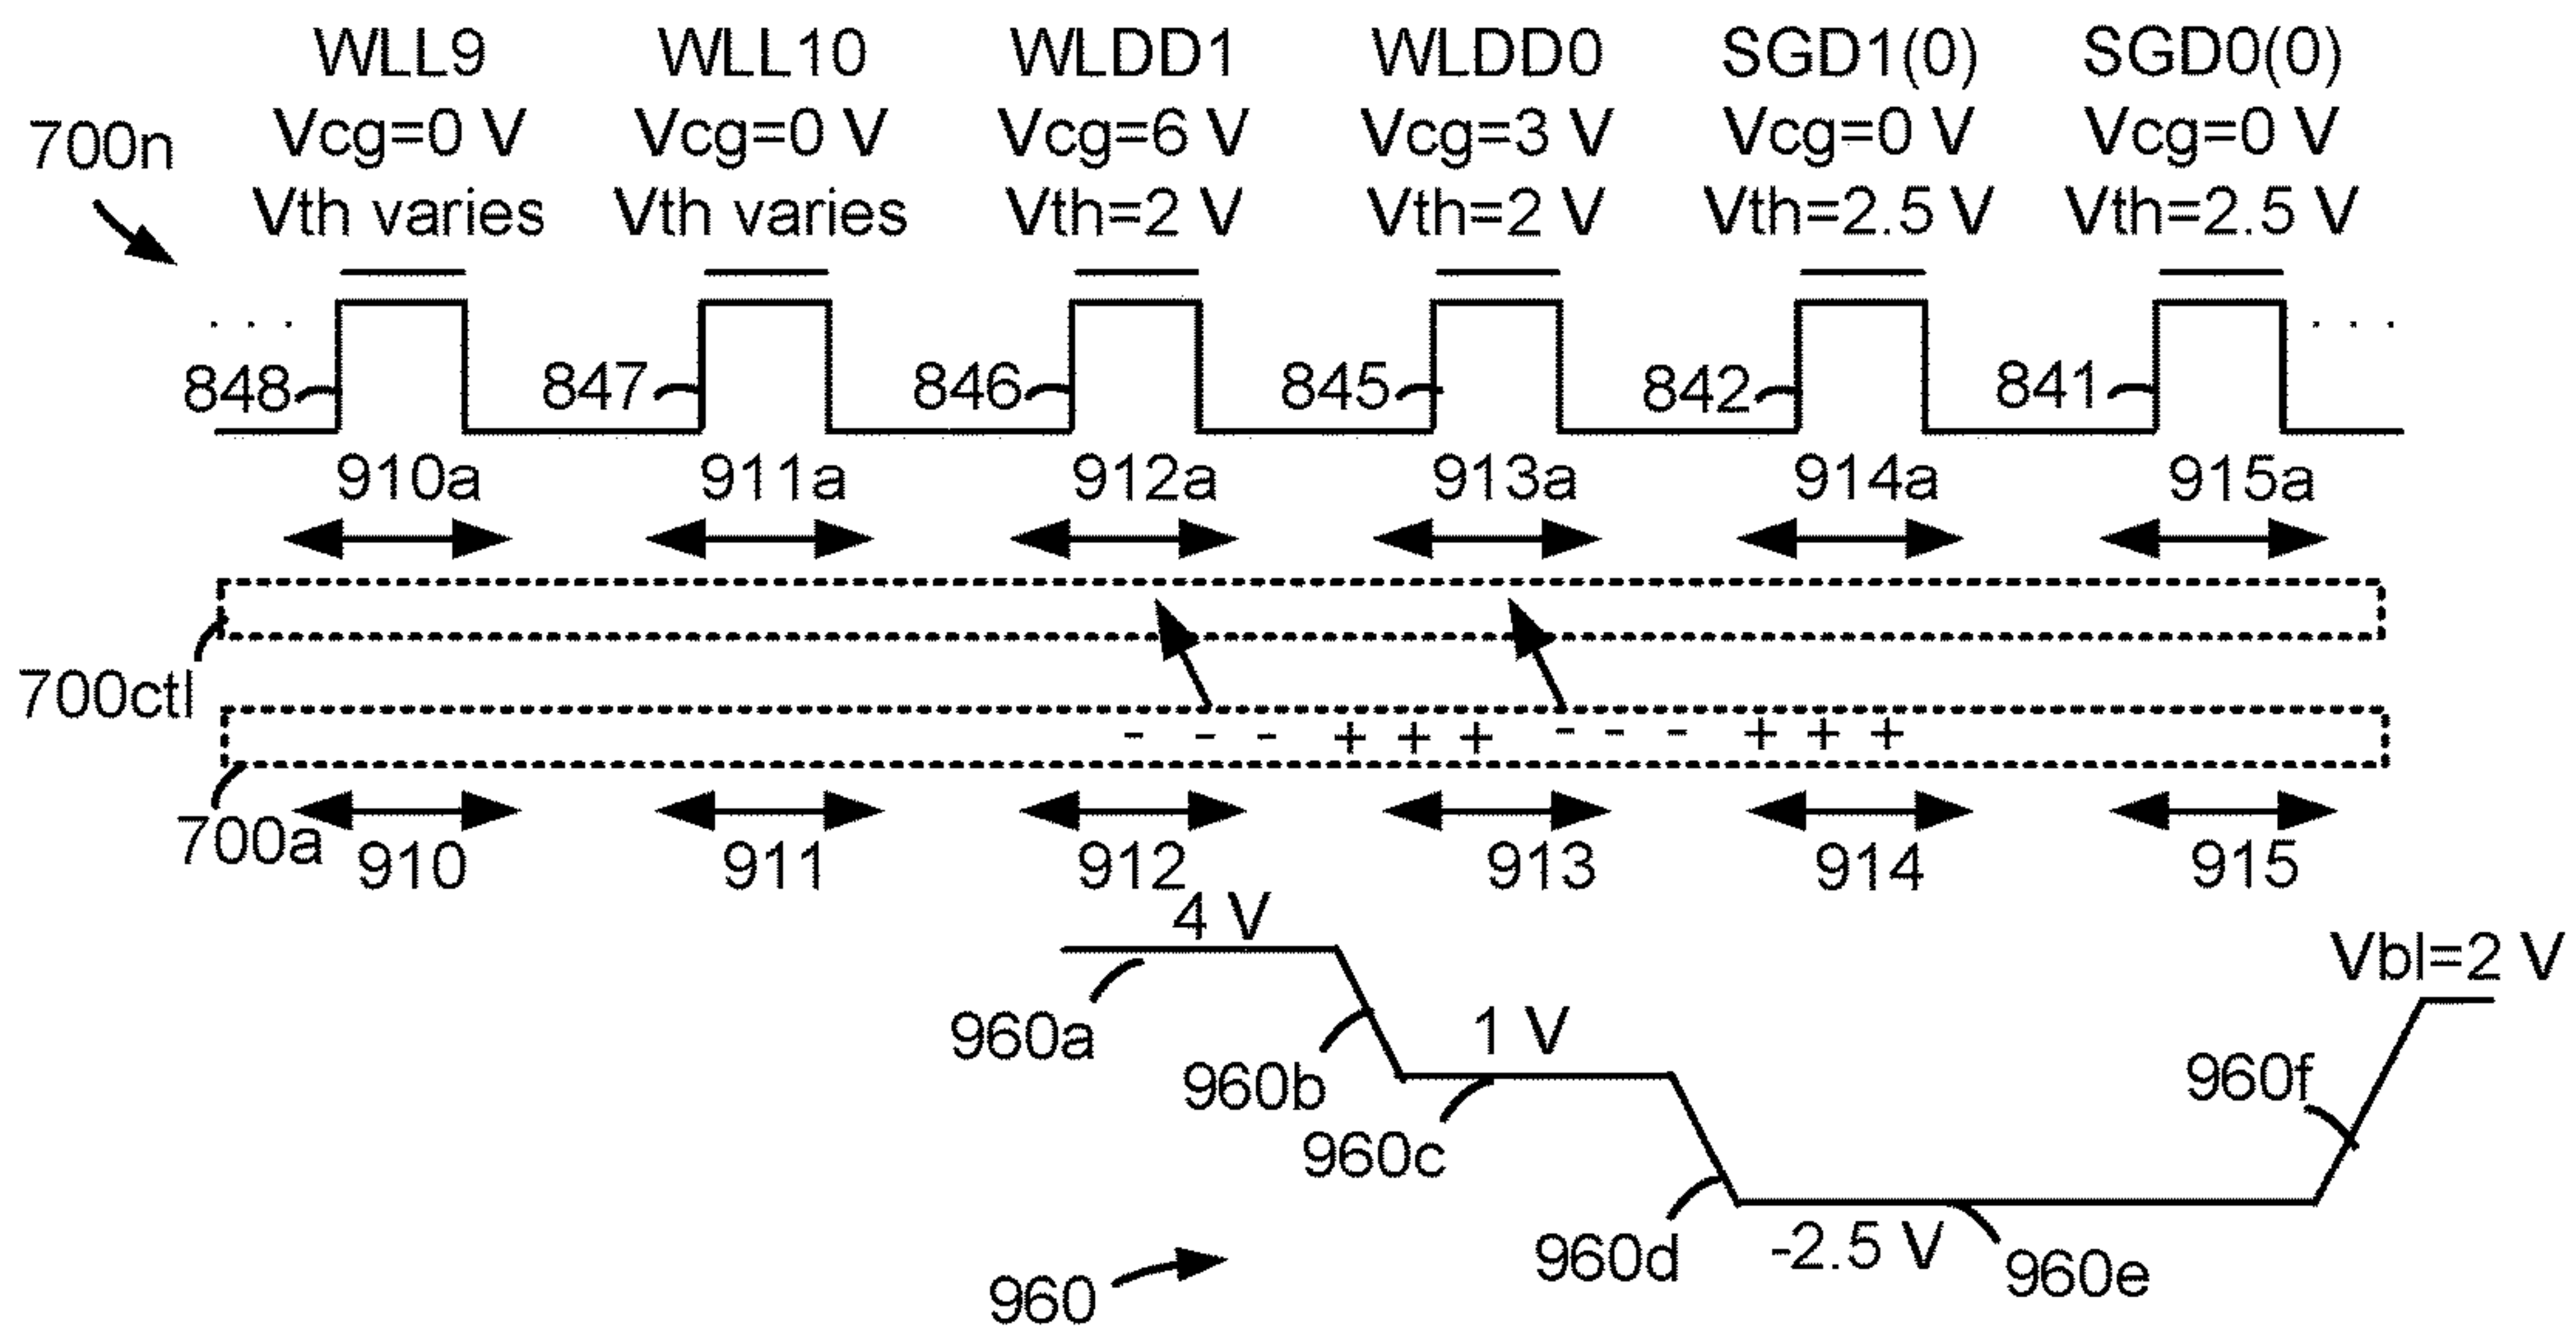 WLL9 WLL10 WLDD1 WLDD0 SGD1(0) SGD0(0)
Vcg=0 V Vcg=0 V Vcg=6 V Vcg=3 V Vcg=0 V Vcg=0 V
700n
Vth varies Vth varies Vth=2 V Vth=2 V Vth=2.5 V Vth=2.5 V
. . . . . .
848 847 846 845 842 841
910a 911a 912a 913a 914a 915a
700ctl
- - - + + + - - - + + +
700a
910 911 912 913 914 915
4 V
Vbl=2 V
960a 1 V
960b 960f
960c
960d -2.5 V 960e
960